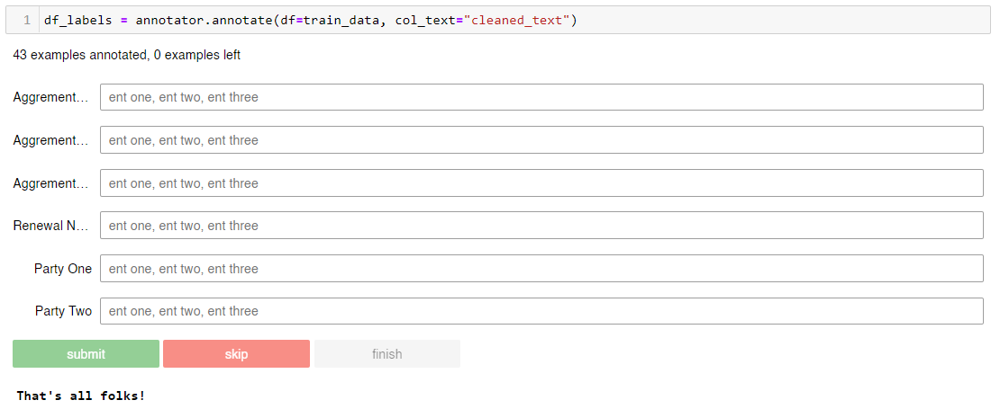 1 df_labels = annotator.annotate(df=train_data, col_text="cleaned_text")
43 examples annotated, 0 examples left
Aggrement… ent one, ent two, ent three
Aggrement… ent one, ent two, ent three
Aggrement… ent one, ent two, ent three
Renewal N… ent one, ent two, ent three
Party One ent one, ent two, ent three
Party Two ent one, ent two, ent three
submit skip finish
That's all folks!